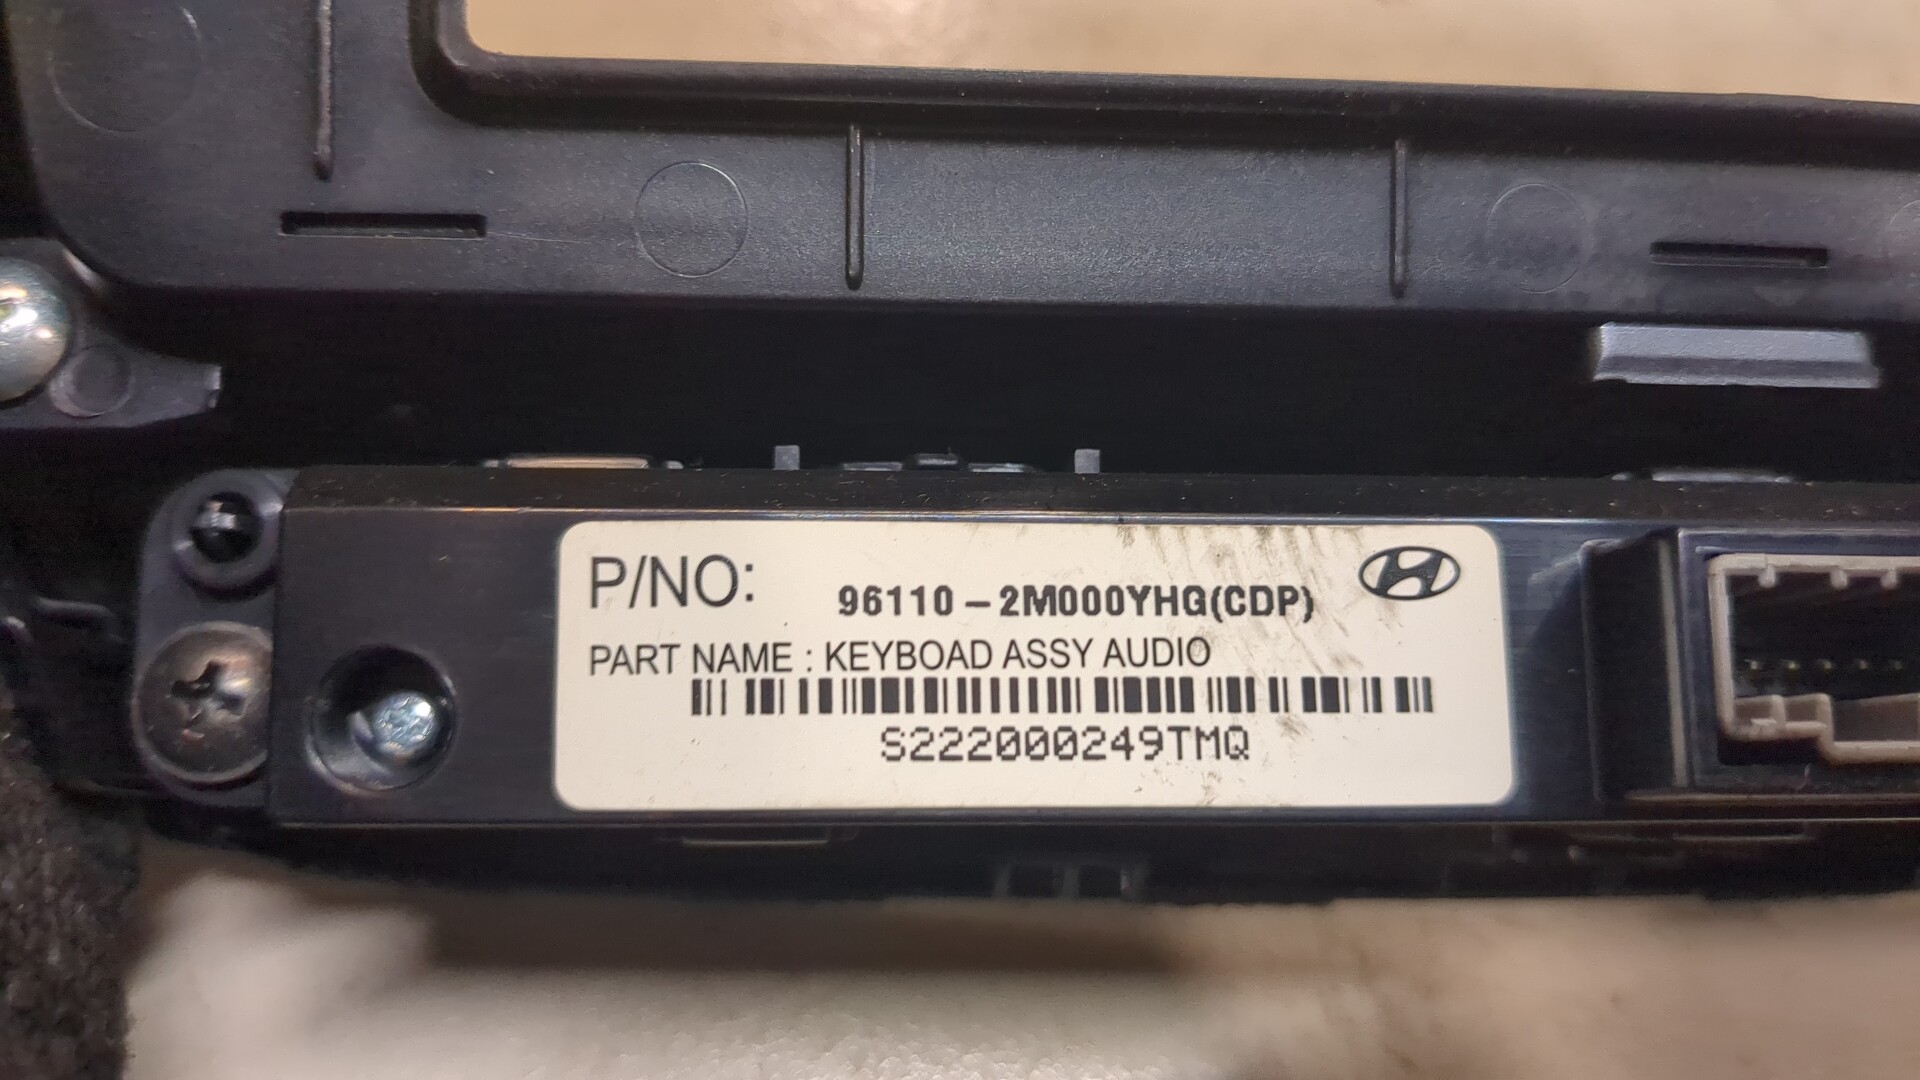 P/NO: 96110-2M000YHG(CDP)
PART NAME : KEYBOAD ASSY AUDIO
S222000249TMQ